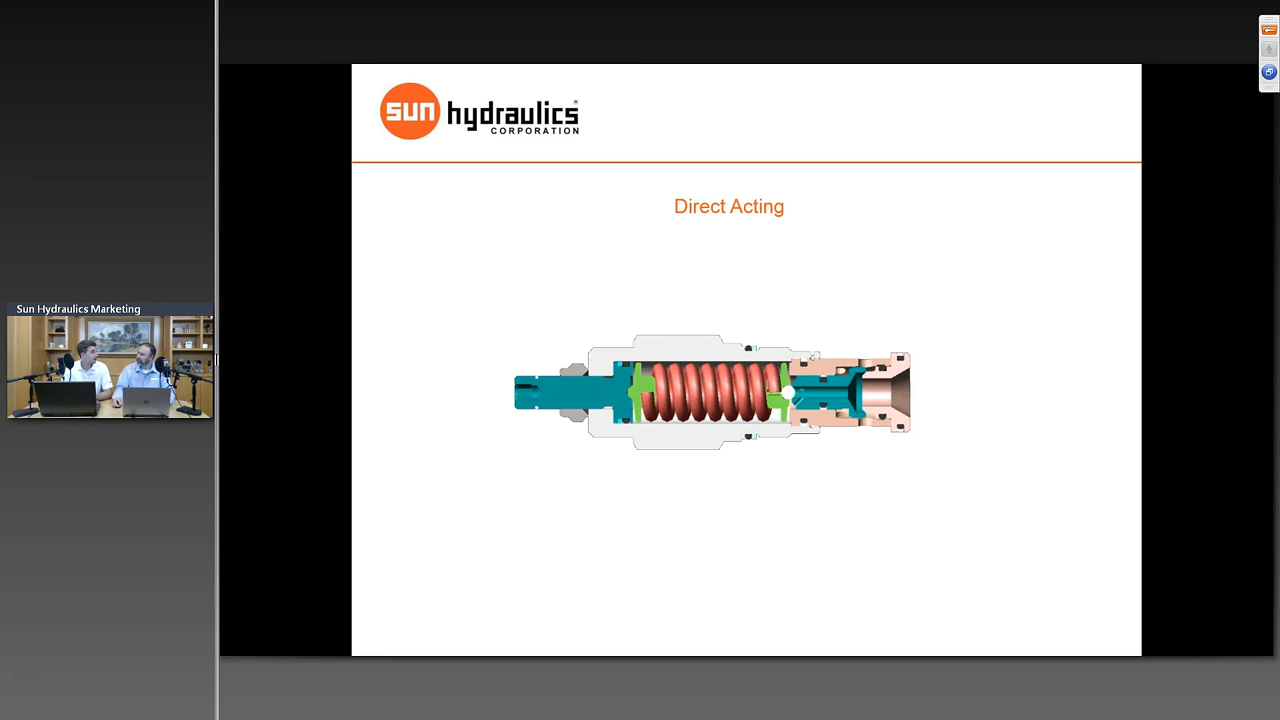 sun hydraulics®
CORPORATION
Direct Acting
Sun Hydraulics Marketing